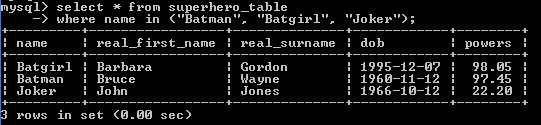 mysql> select * from superhero_table
    -> where name in ("Batman", "Batgirl", "Joker");
+---------+-----------------+--------------+------------+--------+
| name    | real_first_name | real_surname | dob        | powers |
+---------+-----------------+--------------+------------+--------+
| Batgirl | Barbara         | Gordon       | 1995-12-07 |  98.05 |
| Batman  | Bruce           | Wayne        | 1960-11-12 |  97.45 |
| Joker   | John            | Jones        | 1966-10-12 |  22.20 |
+---------+-----------------+--------------+------------+--------+
3 rows in set (0.00 sec)